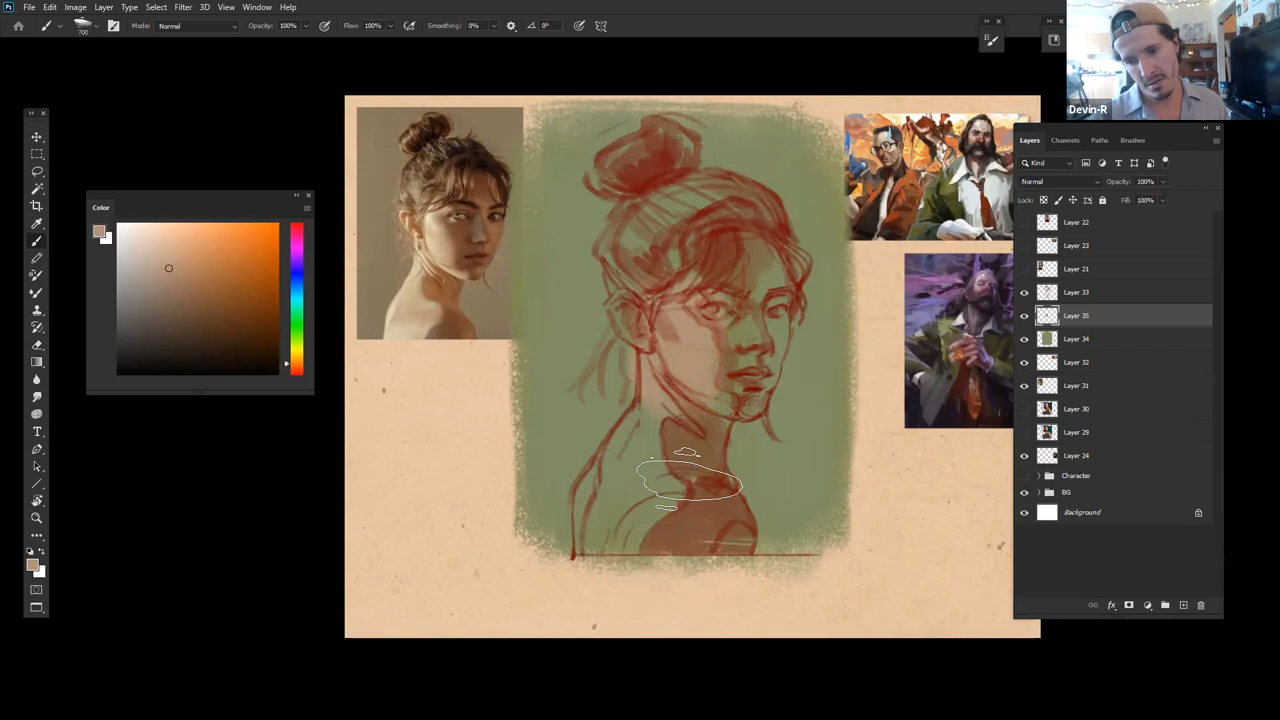 Ps File Edit Image Layer Type Select Filter 3D View Window Help
700 Mode: Normal Opacity: 100% Flow: 100% Smoothing: 0% 0°
Devin-R
Color
Layers Channels Paths Brushes
Kind
Normal Opacity: 100%
Lock: Fill: 100%
Layer 22
Layer 23
Layer 21
Layer 33
Layer 35
Layer 34
Layer 32
Layer 31
Layer 30
Layer 29
Layer 24
Character
BG
Background
fx